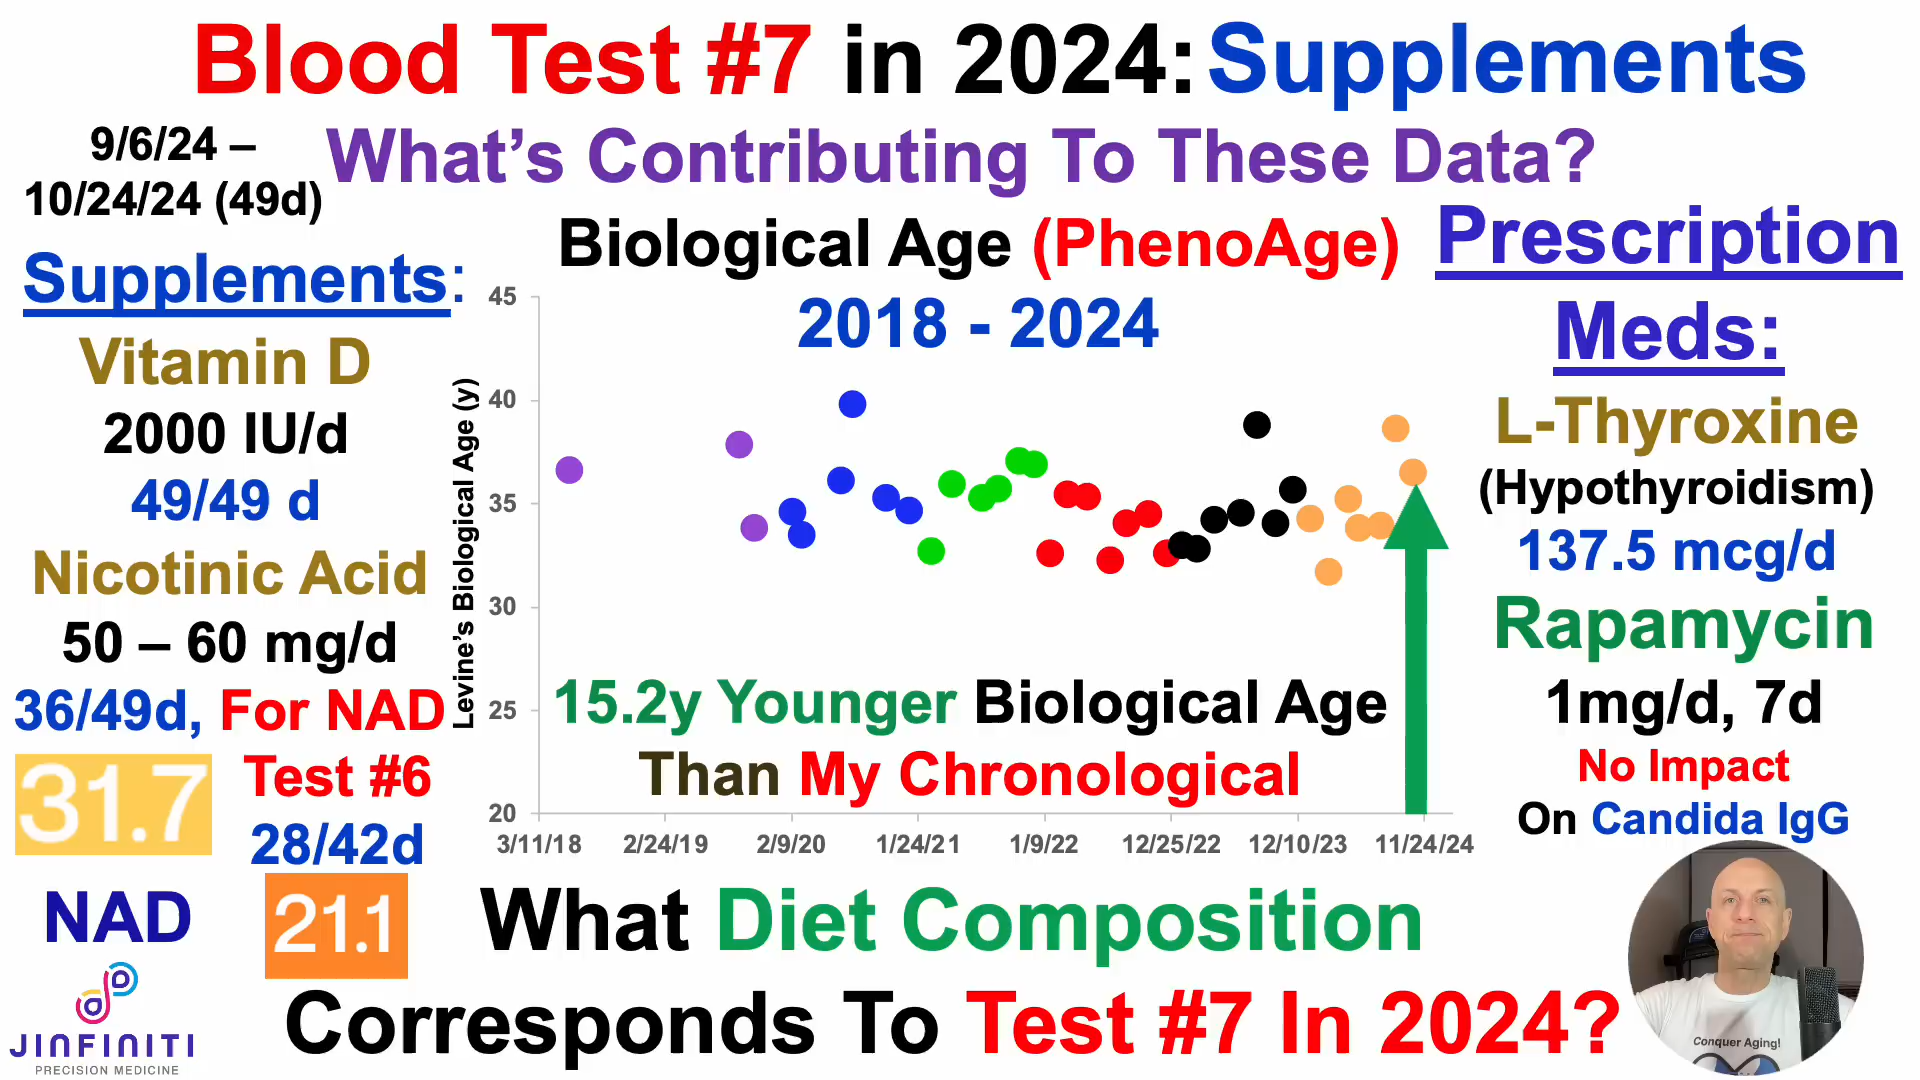 Blood Test #7 in 2024: Supplements
9/6/24 –
10/24/24 (49d)
What's Contributing To These Data?
Supplements:
Vitamin D
2000 IU/d
49/49 d
Nicotinic Acid
50 – 60 mg/d
36/49d, For NAD
31.7
Test #6
28/42d
NAD
21.1
JINFINITI
PRECISION MEDICINE
Biological Age (PhenoAge)
2018 - 2024
Levine's Biological Age (y)
45
40
35
30
25
20
3/11/18 2/24/19 2/9/20 1/24/21 1/9/22 12/25/22 12/10/23 11/24/24
15.2y Younger Biological Age
Than My Chronological
Prescription
Meds:
L-Thyroxine
(Hypothyroidism)
137.5 mcg/d
Rapamycin
1mg/d, 7d
No Impact
On Candida IgG
What Diet Composition
Corresponds To Test #7 In 2024?
Conquer Aging!